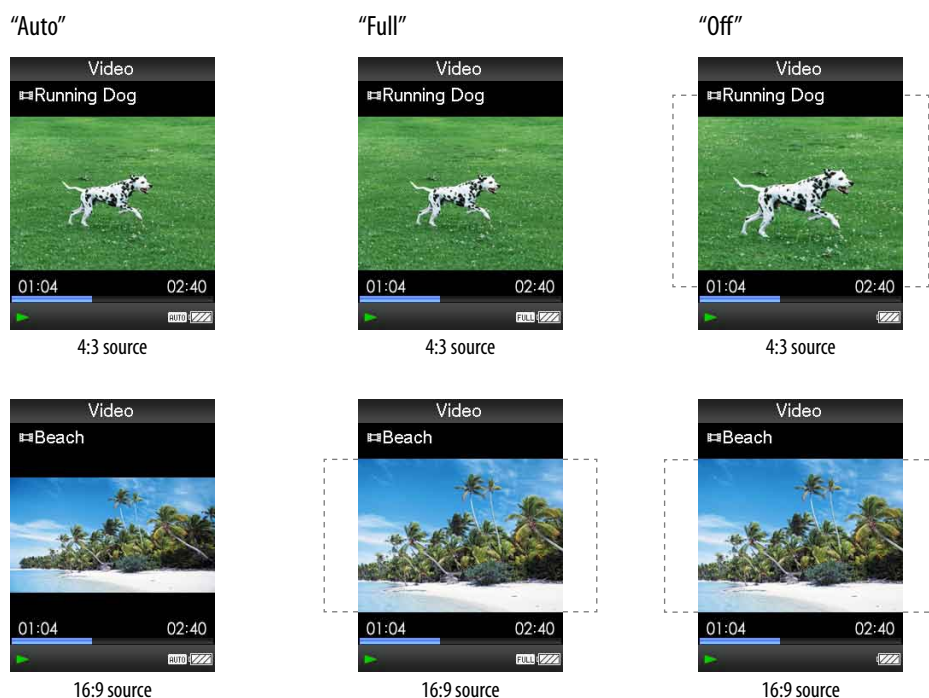 “Auto”
“Full”
“Off”
Video
Running Dog
01:04 02:40
AUTO
4:3 source
Video
Running Dog
01:04 02:40
FULL
4:3 source
Video
Running Dog
01:04 02:40
4:3 source
Video
Beach
01:04 02:40
AUTO
16:9 source
Video
Beach
01:04 02:40
FULL
16:9 source
Video
Beach
01:04 02:40
16:9 source